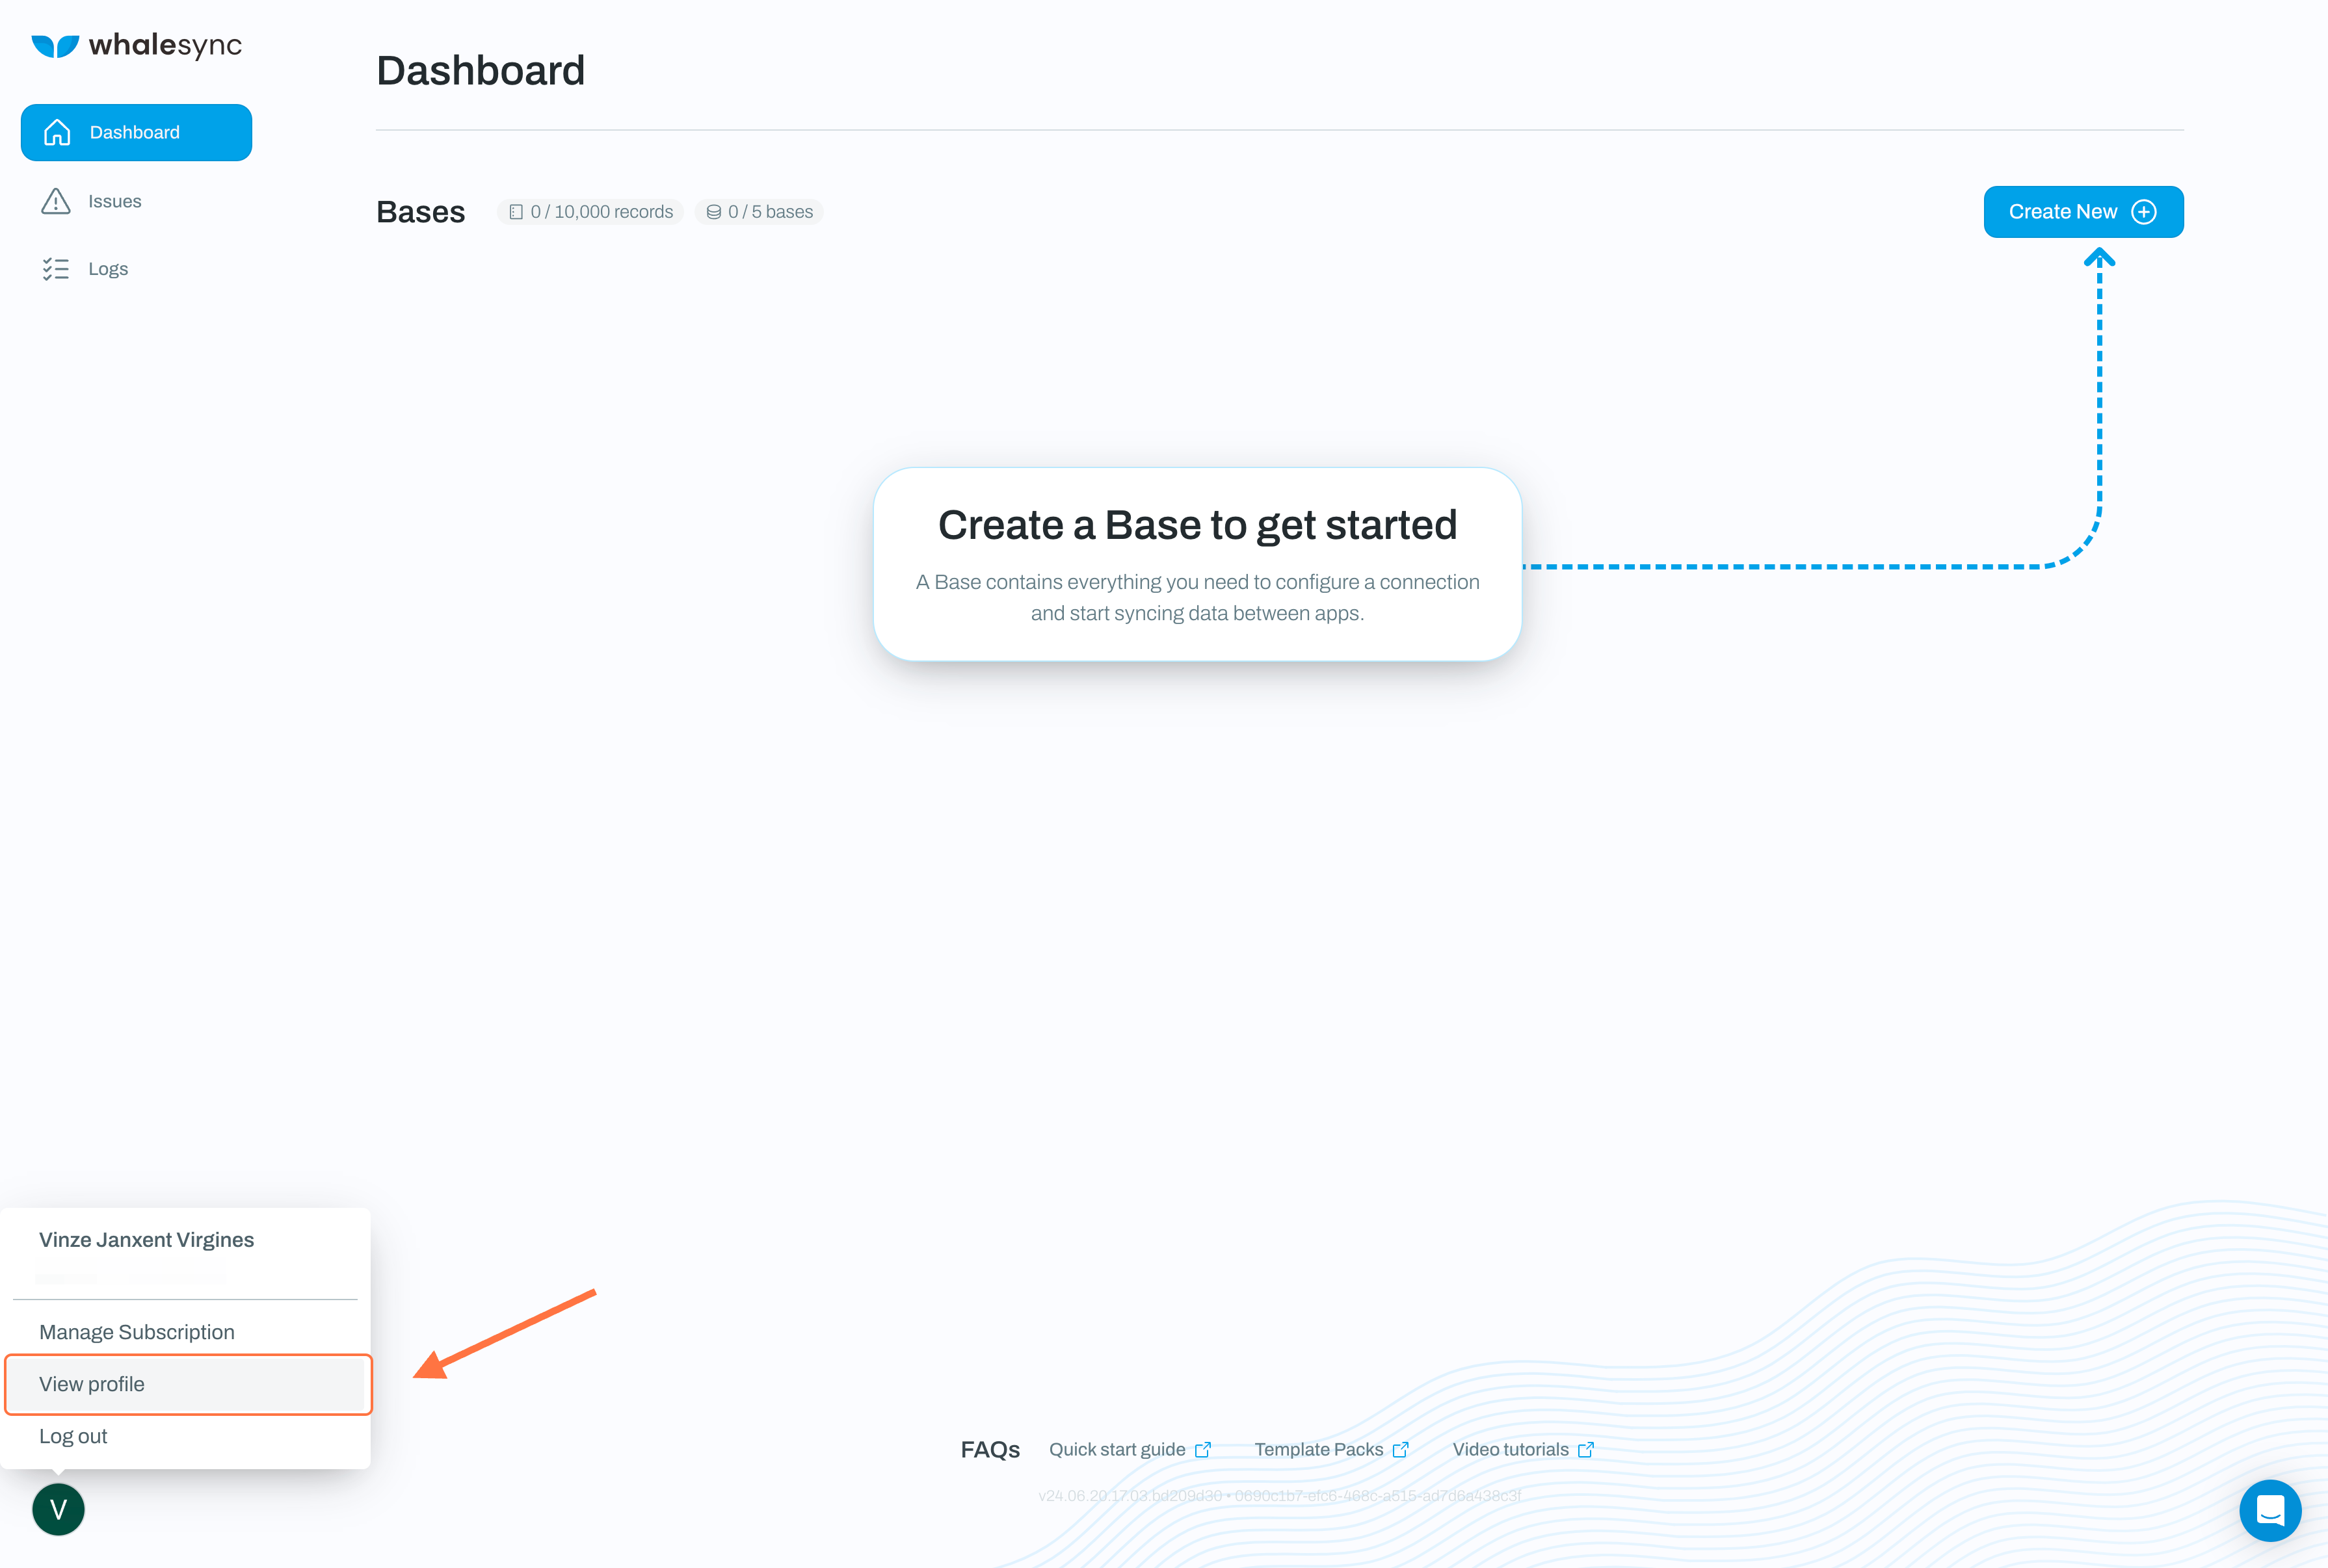 whalesync
Dashboard
Issues
Logs
Dashboard
Bases
0 / 10,000 records
0 / 5 bases
Create New
Create a Base to get started
A Base contains everything you need to configure a connection
and start syncing data between apps.
Vinze Janxent Virgines
Manage Subscription
View profile
Log out
V
FAQs
Quick start guide
Template Packs
Video tutorials
v24.06.20.17.03.bd209d30 • 0690c1b7-efc6-468c-a515-ad7d6a438c3f